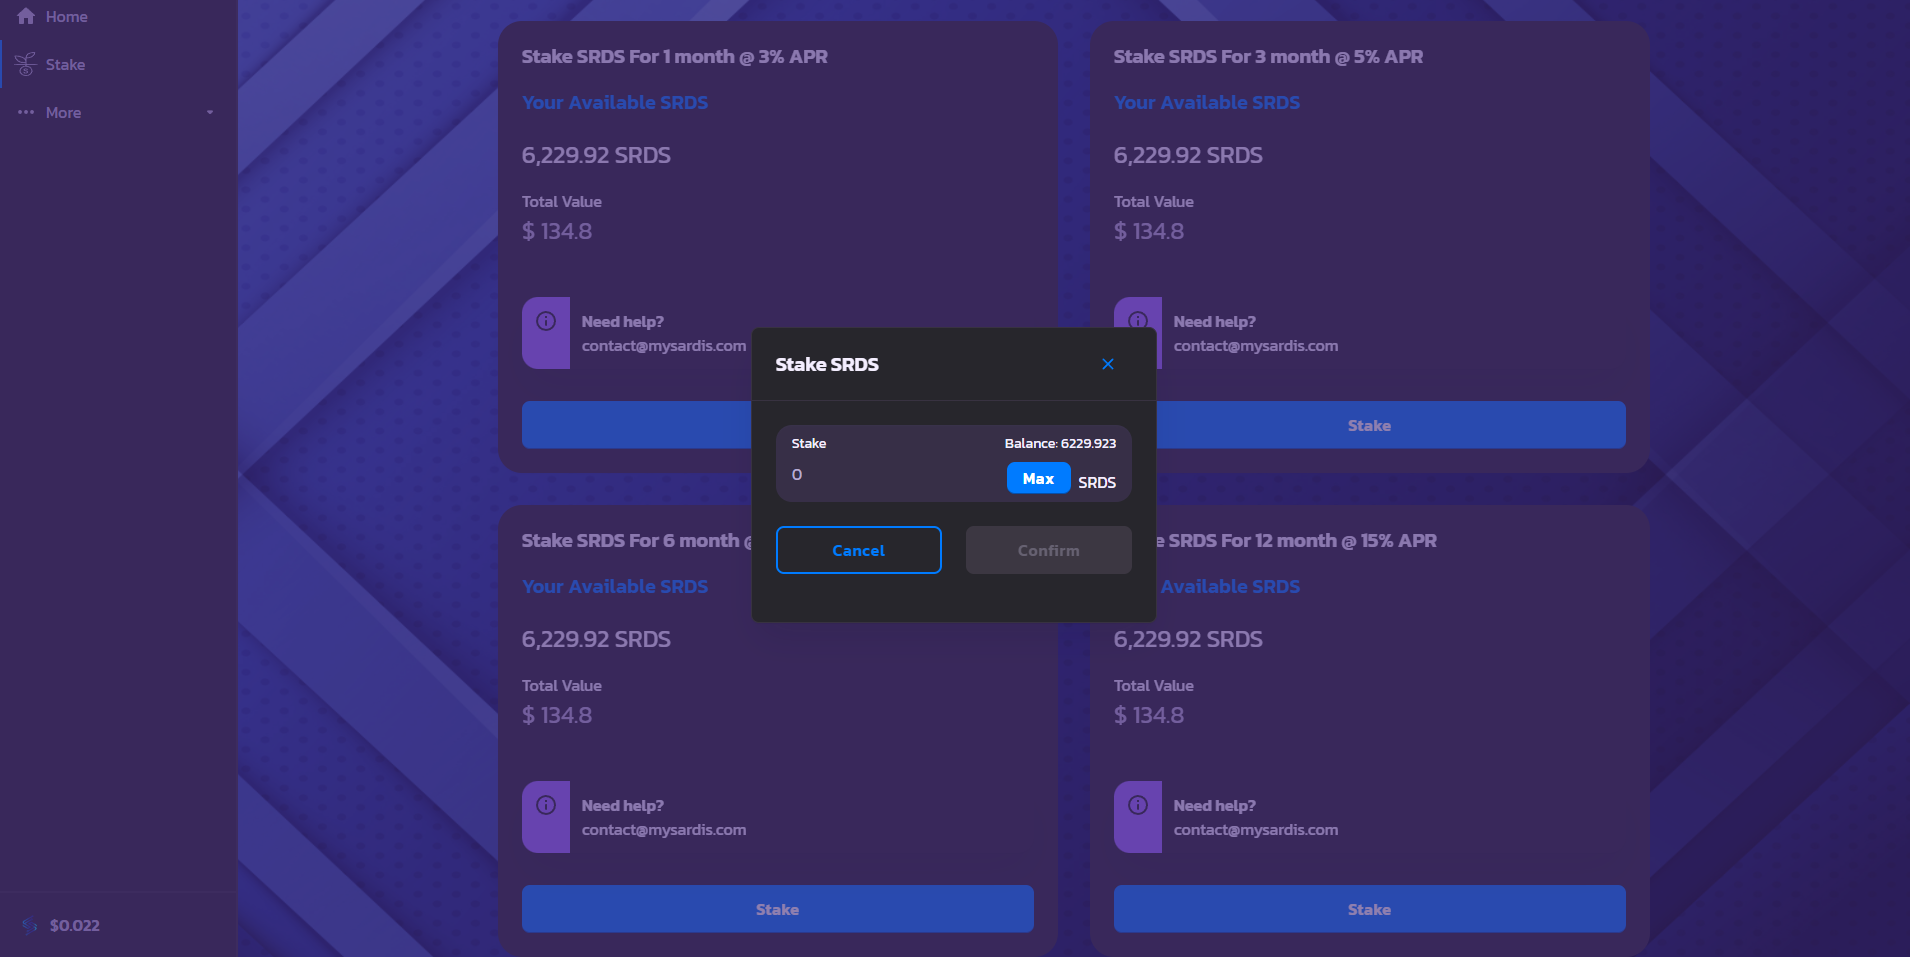 Home
Stake
More
$0.022
Stake SRDS For 1 month @ 3% APR
Your Available SRDS
6,229.92 SRDS
Total Value
$ 134.8
Need help?
contact@mysardis.com
Stake SRDS For 3 month @ 5% APR
Your Available SRDS
6,229.92 SRDS
Total Value
$ 134.8
Need help?
contact@mysardis.com
Stake
Stake SRDS
Stake
Balance: 6229.923
0
Max
SRDS
Cancel
Confirm
Stake SRDS For 6 month
Your Available SRDS
6,229.92 SRDS
Total Value
$ 134.8
Need help?
contact@mysardis.com
Stake
SRDS For 12 month @ 15% APR
Available SRDS
6,229.92 SRDS
Total Value
$ 134.8
Need help?
contact@mysardis.com
Stake